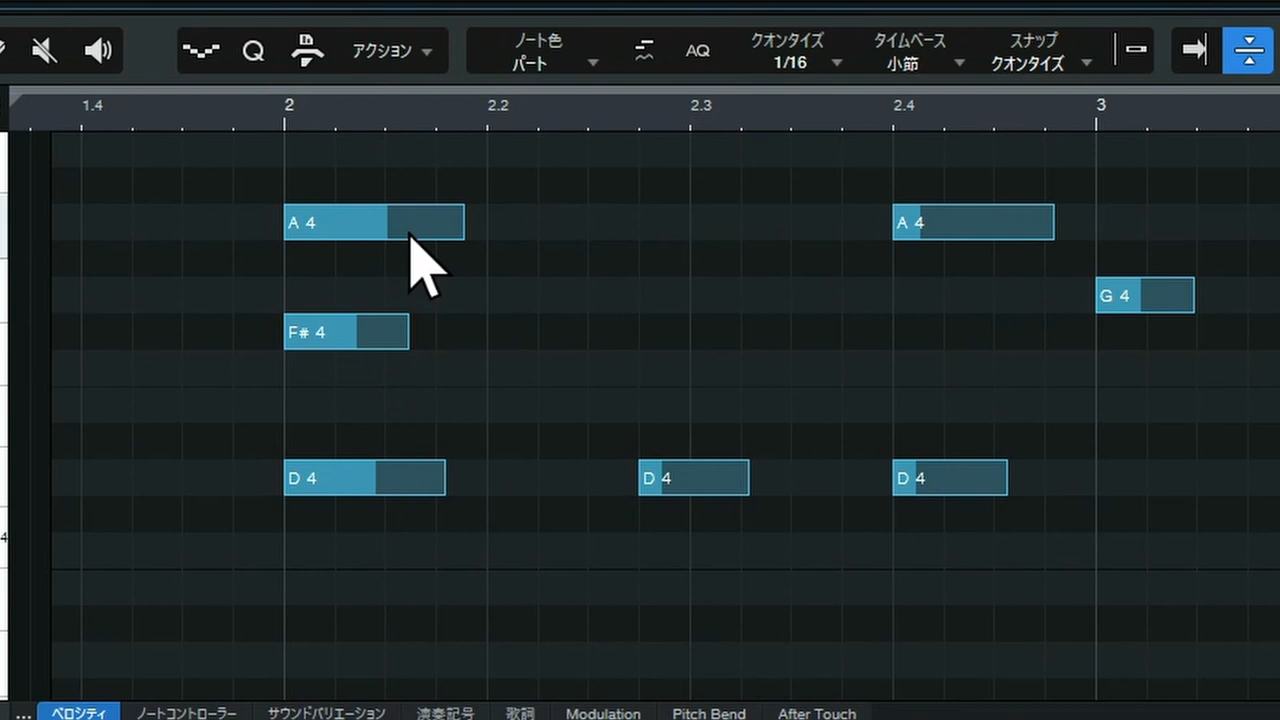 ノート色 クオンタイズ タイムベース スナップ
Q アクション パート AQ 1/16 小節 クオンタイズ
1.4 2 2.2 2.3 2.4 3
A 4 A 4
G 4
F# 4
D 4 D 4 D 4
4
... ベロシティ ノートコントローラー サウンドバリエーション 演奏記号 歌詞 Modulation Pitch Bend After Touch